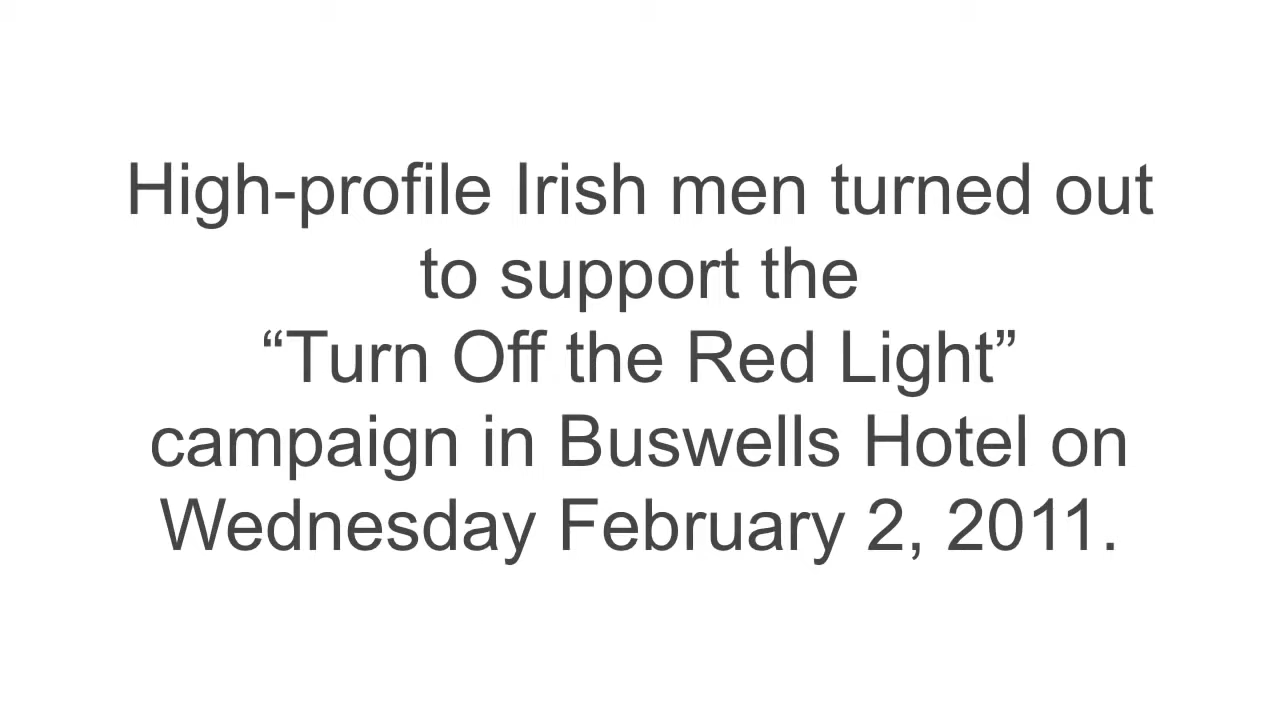 High-profile Irish men turned out
to support the
“Turn Off the Red Light”
campaign in Buswells Hotel on
Wednesday February 2, 2011.